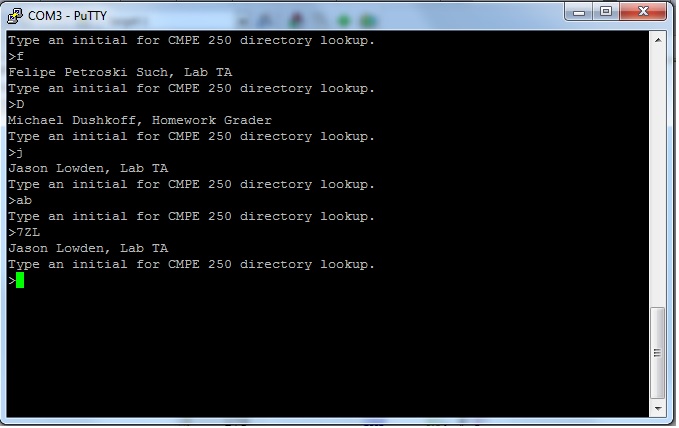 COM3 - PuTTY
Type an initial for CMPE 250 directory lookup.
>f
Felipe Petroski Such, Lab TA
Type an initial for CMPE 250 directory lookup.
>D
Michael Dushkoff, Homework Grader
Type an initial for CMPE 250 directory lookup.
>j
Jason Lowden, Lab TA
Type an initial for CMPE 250 directory lookup.
>ab
Type an initial for CMPE 250 directory lookup.
>7ZL
Jason Lowden, Lab TA
Type an initial for CMPE 250 directory lookup.
>